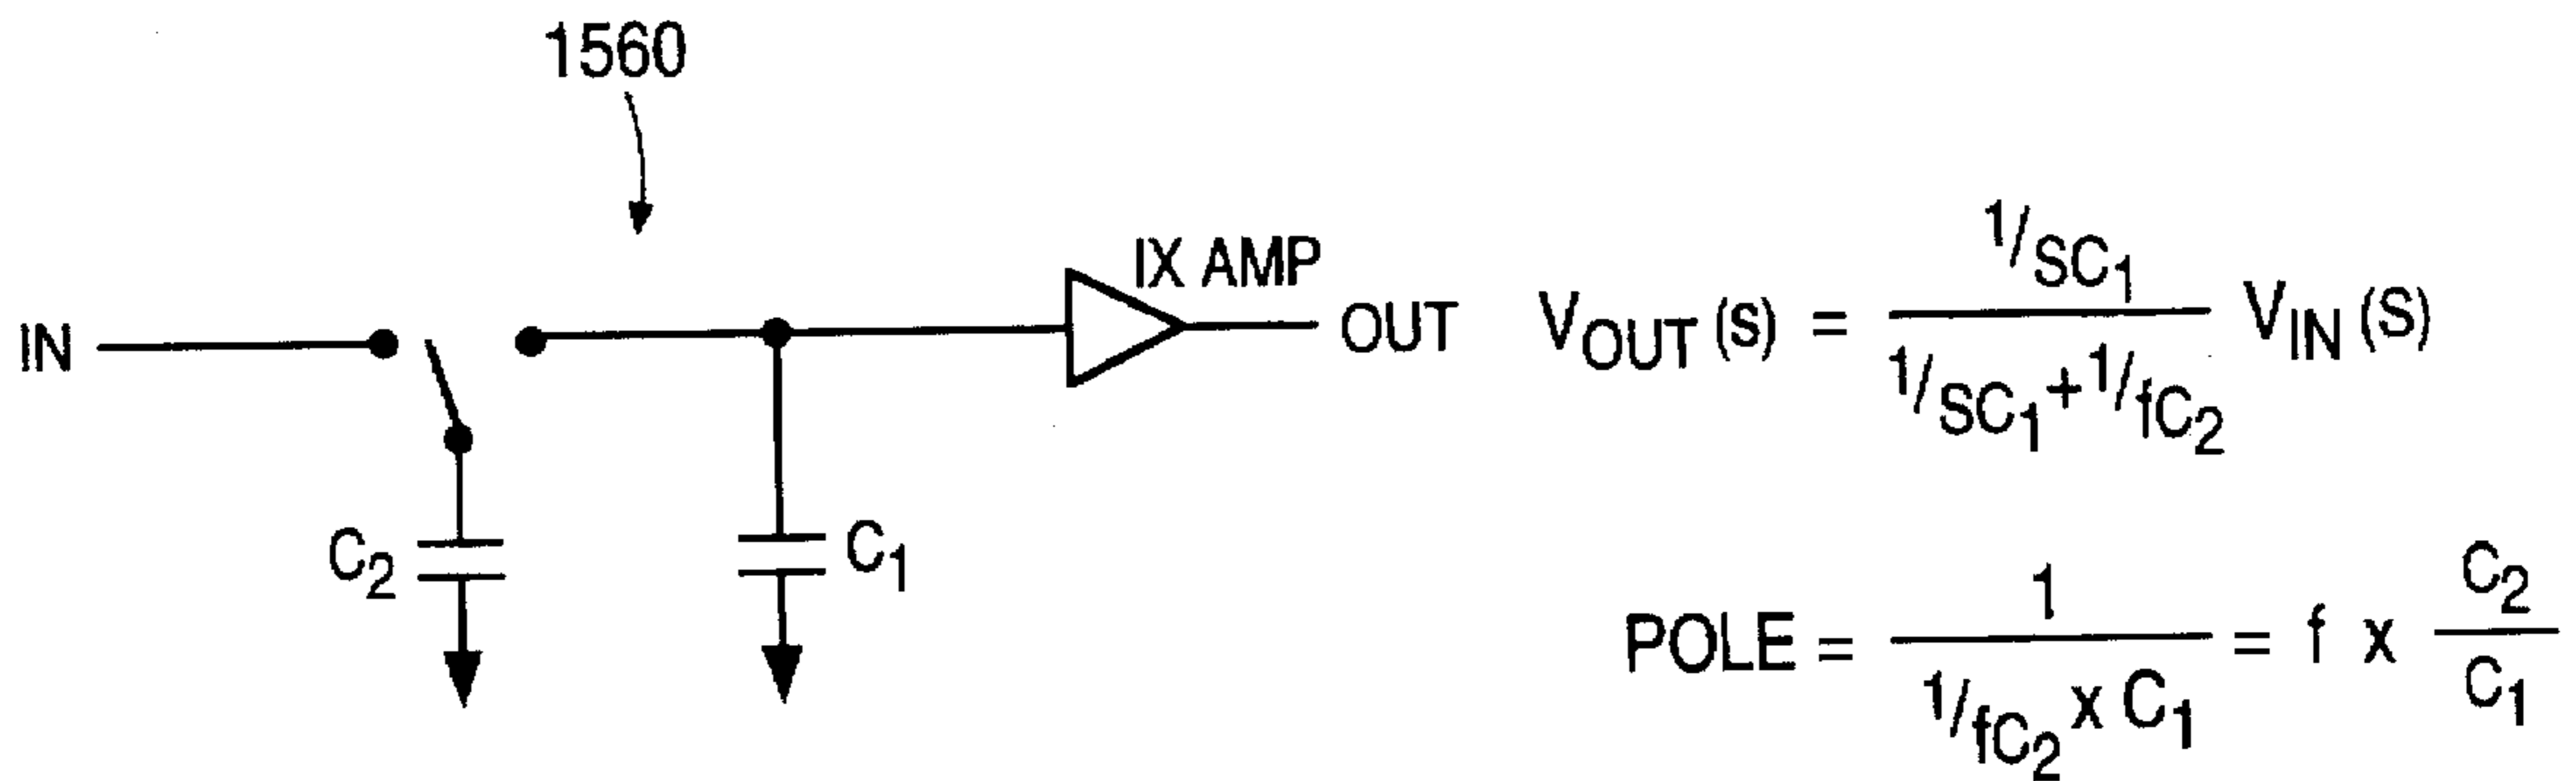 1560
IN
C2
C1
IX AMP
OUT
VOUT (s) = 1/SC1 / 1/SC1 + 1/fC2 VIN (S)
POLE = 1 / 1/fC2 x C1 = f x C2 / C1